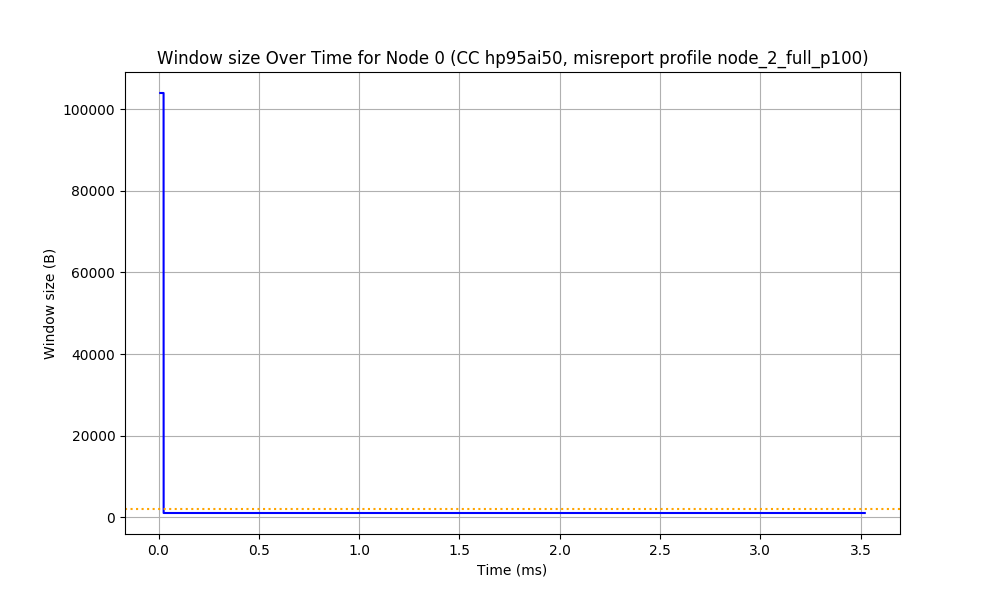 Window size Over Time for Node 0 (CC hp95ai50, misreport profile node_2_full_p100)
100000
80000
60000
40000
20000
0
Window size (B)
0.0 0.5 1.0 1.5 2.0 2.5 3.0 3.5
Time (ms)